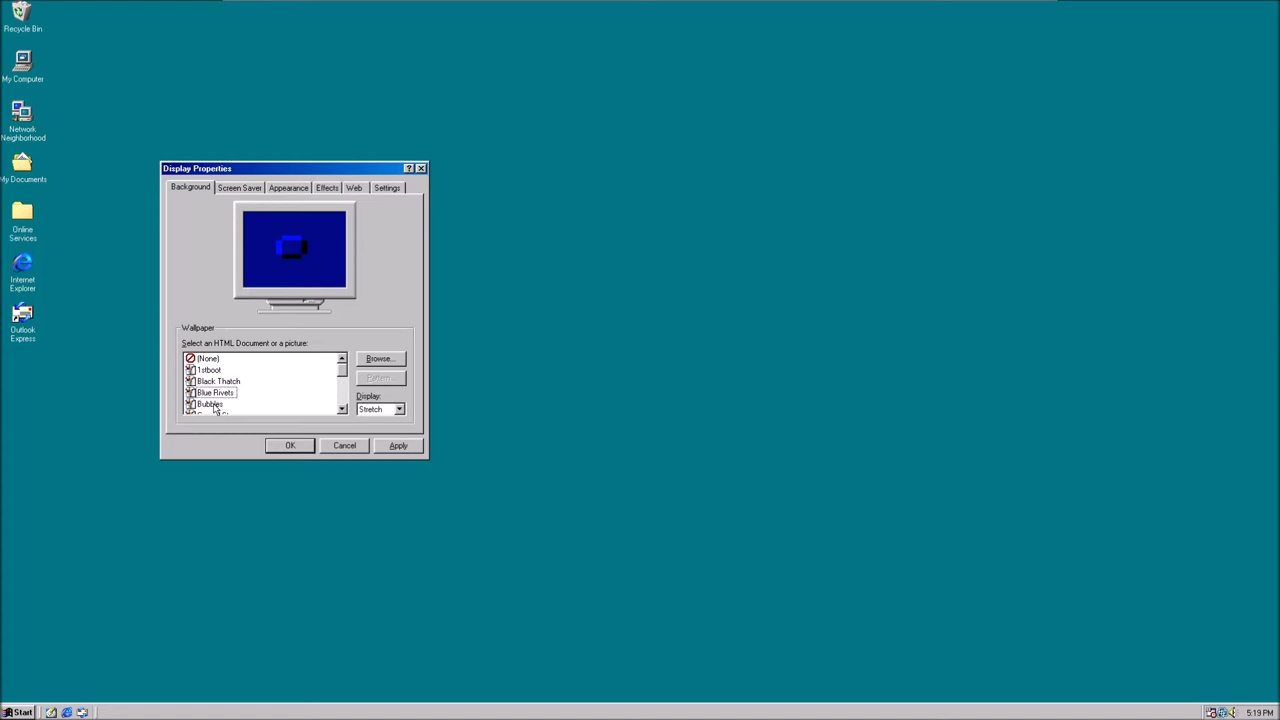 Recycle Bin
My Computer
Network
Neighborhood
My Documents
Online
Services
Internet
Explorer
Outlook
Express
Display Properties
Background
Screen Saver
Appearance
Effects
Web
Settings
Wallpaper
Select an HTML Document or a picture:
(None)
1stboot
Black Thatch
Blue Rivets
Bubbles
Browse...
Pattern...
Display:
Stretch
OK
Cancel
Apply
Start
5:19 PM